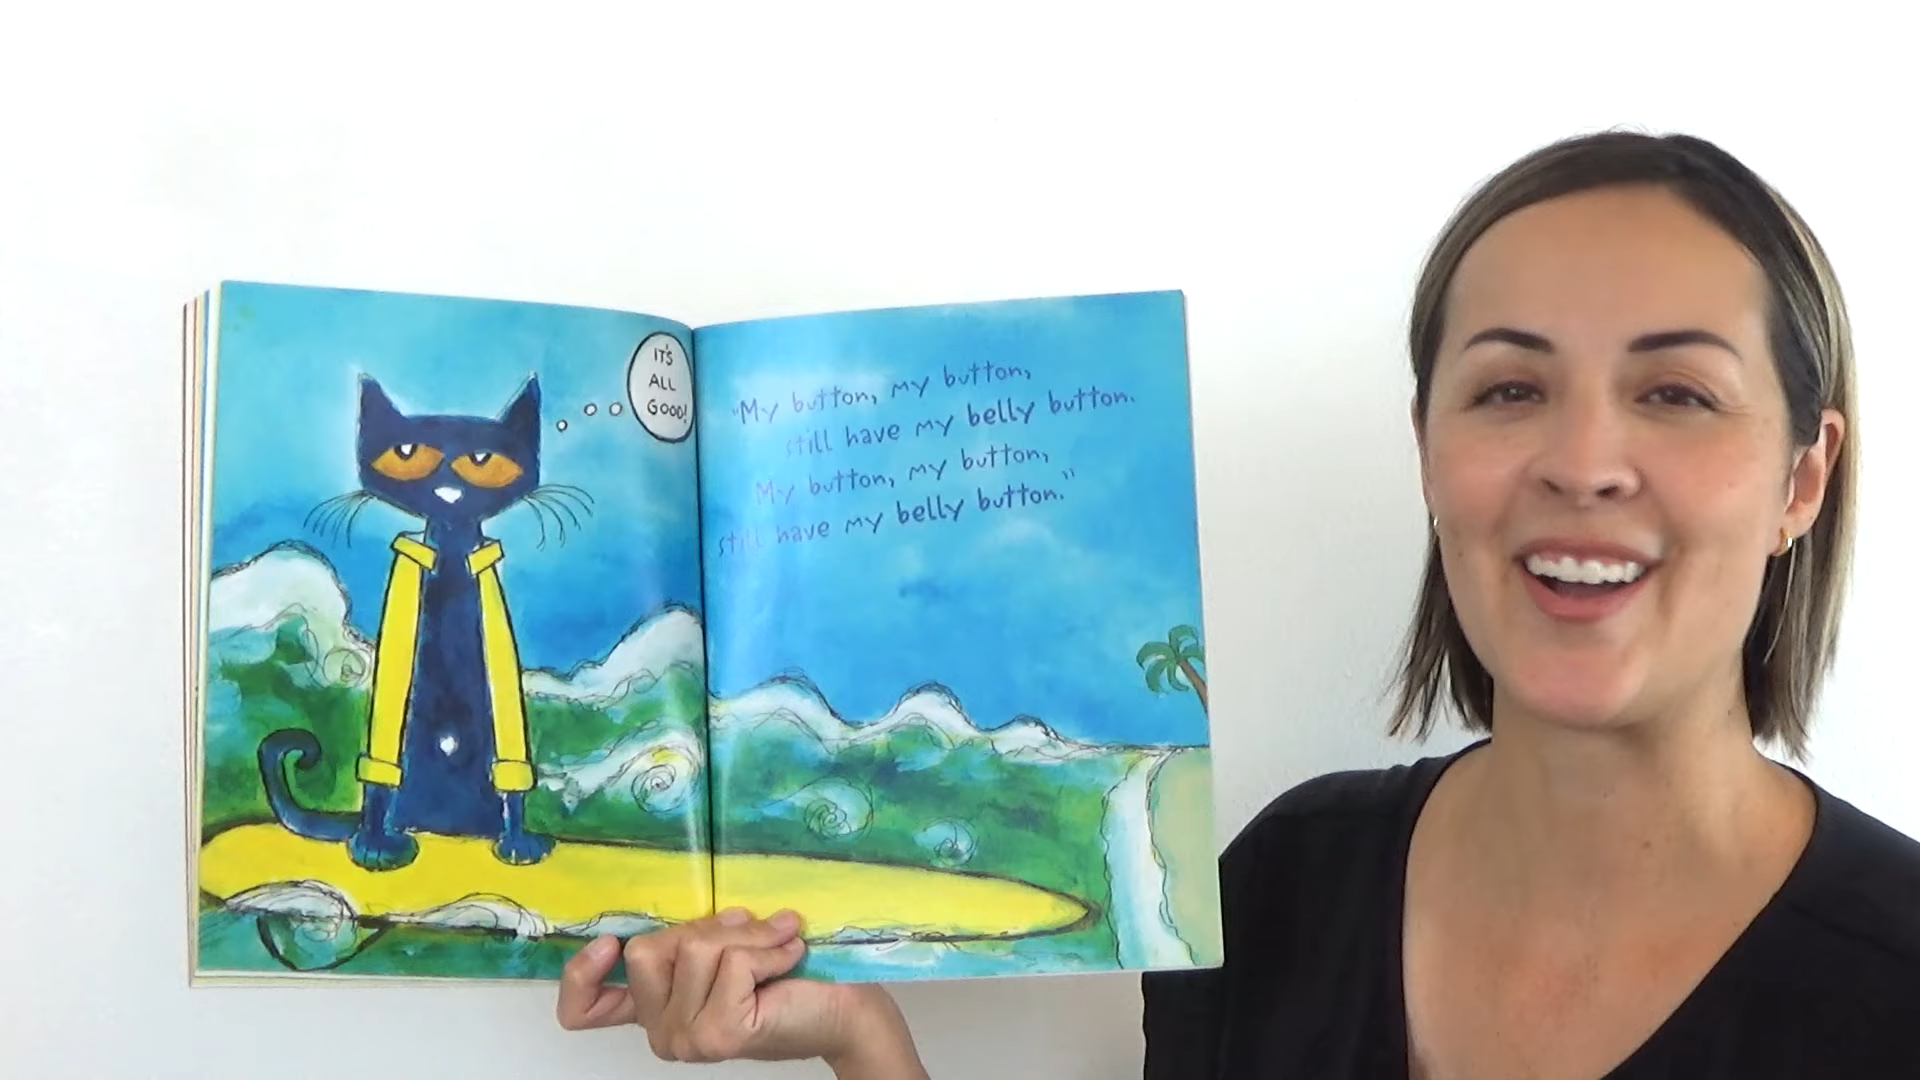 IT'S
ALL
GOOD!
"My button, my button,
still have my belly button.
My button, my button,
still have my belly button."